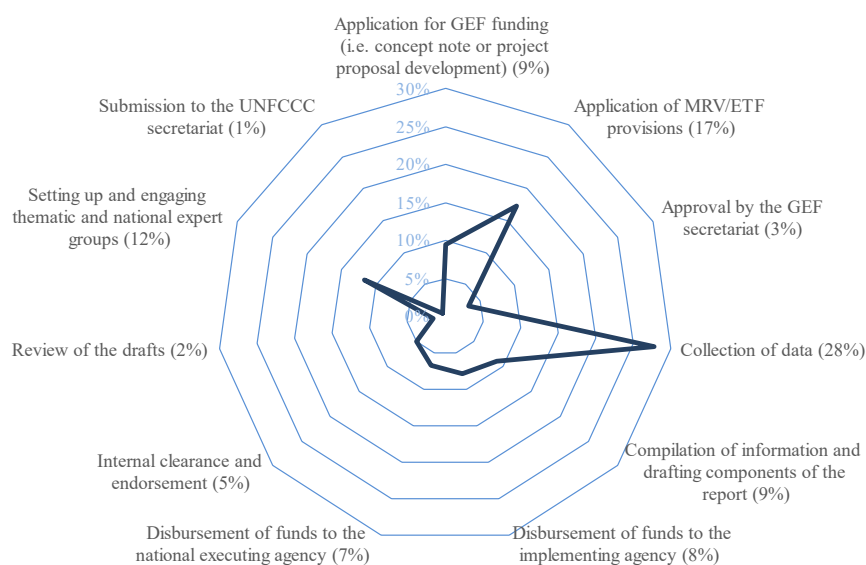 Application for GEF funding
(i.e. concept note or project
proposal development) (9%)
30%
Submission to the UNFCCC
secretariat (1%)
Application of MRV/ETF
provisions (17%)
25%
20%
Setting up and engaging
thematic and national expert
groups (12%)
15%
Approval by the GEF
secretariat (3%)
10%
5%
0%
Review of the drafts (2%)
Collection of data (28%)
Internal clearance and
endorsement (5%)
Compilation of information and
drafting components of the
report (9%)
Disbursement of funds to the
national executing agency (7%)
Disbursement of funds to the
implementing agency (8%)